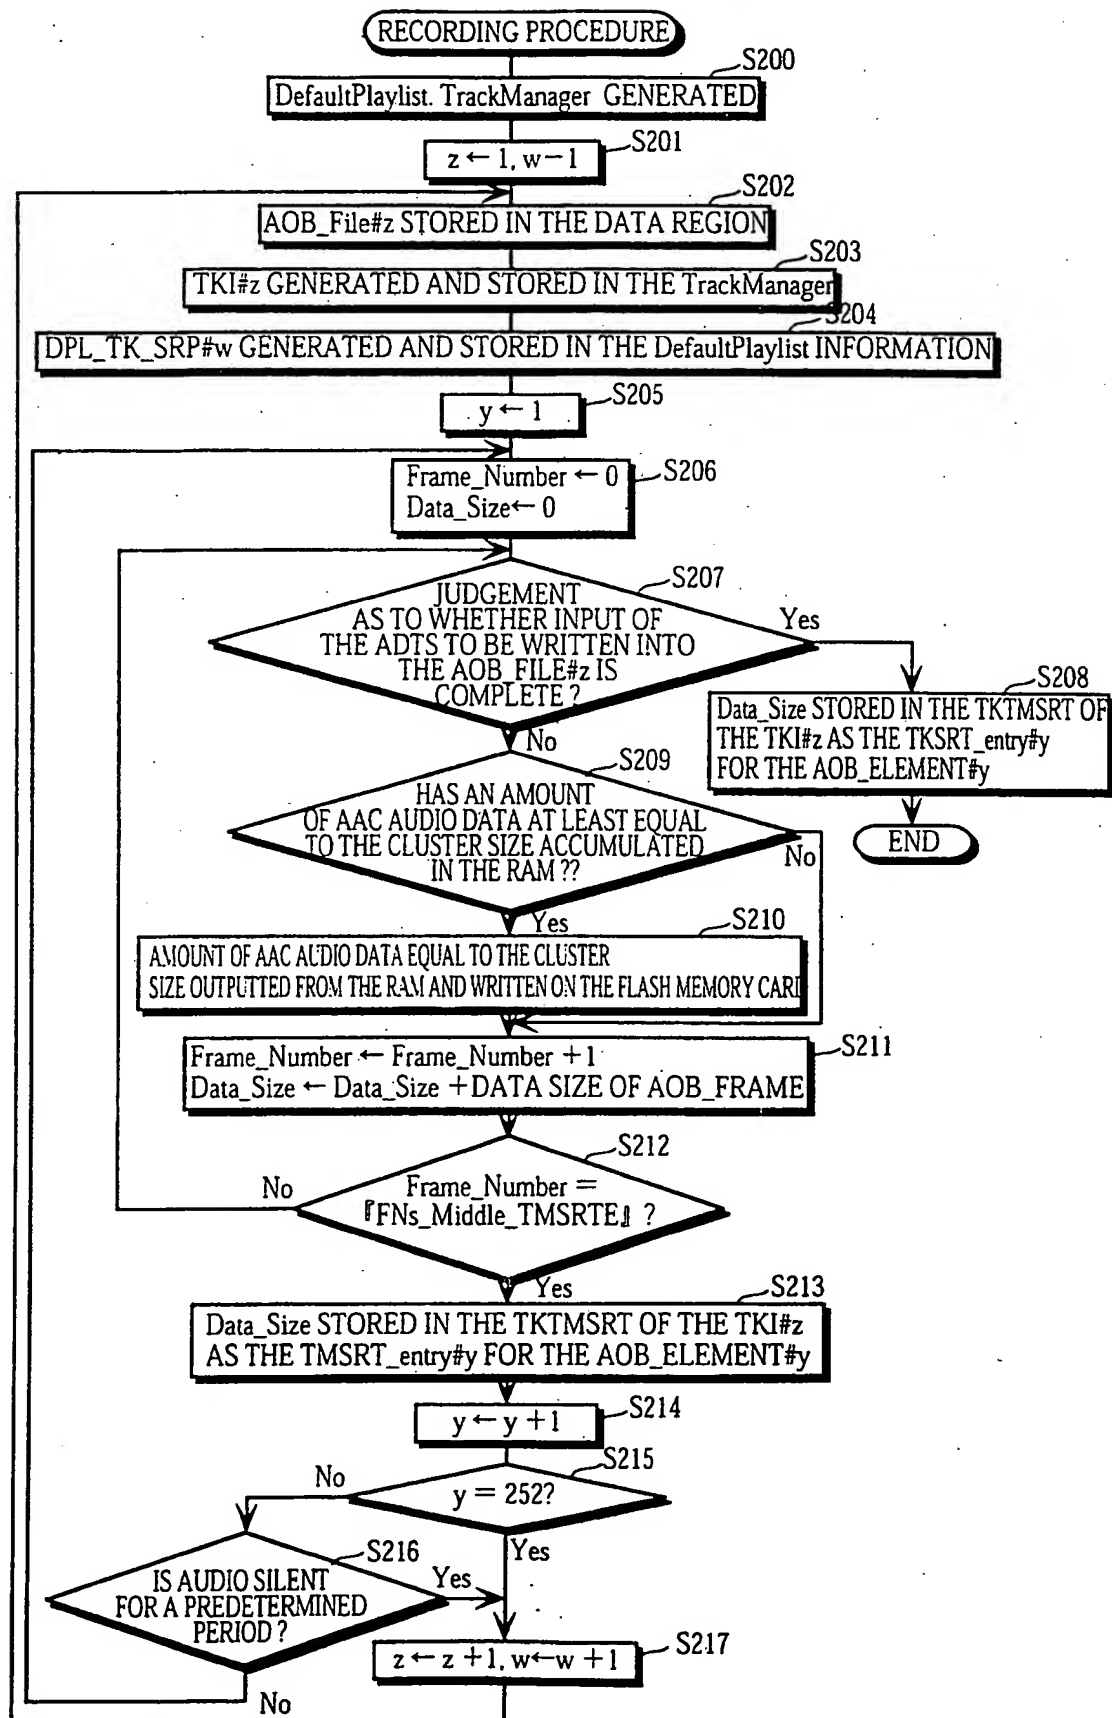 RECORDING PROCEDURE
S200
DefaultPlaylist. TrackManager GENERATED
S201
z ← 1, w−1
S202
AOB_File#z STORED IN THE DATA REGION
S203
TKI#z GENERATED AND STORED IN THE TrackManager
S204
DPL_TK_SRP#w GENERATED AND STORED IN THE DefaultPlaylist INFORMATION
S205
y ← 1
S206
Frame_Number ← 0
Data_Size← 0
S207
JUDGEMENT
AS TO WHETHER INPUT OF
THE ADTS TO BE WRITTEN INTO
THE AOB_FILE#z IS
COMPLETE ?
Yes
No
S208
Data_Size STORED IN THE TKTMSRT OF
THE TKI#z AS THE TKSRT_entry#y
FOR THE AOB_ELEMENT#y
END
S209
HAS AN AMOUNT
OF AAC AUDIO DATA AT LEAST EQUAL
TO THE CLUSTER SIZE ACCUMULATED
IN THE RAM ??
No
Yes
S210
AMOUNT OF AAC AUDIO DATA EQUAL TO THE CLUSTER
SIZE OUTPUTTED FROM THE RAM AND WRITTEN ON THE FLASH MEMORY CARD
S211
Frame_Number ← Frame_Number +1
Data_Size ← Data_Size +DATA SIZE OF AOB_FRAME
S212
No
Frame_Number =
『FNs_Middle_TMSRTE』 ?
Yes
S213
Data_Size STORED IN THE TKTMSRT OF THE TKI#z
AS THE TMSRT_entry#y FOR THE AOB_ELEMENT#y
S214
y ← y +1
S215
No
y = 252?
Yes
S216
IS AUDIO SILENT
FOR A PREDETERMINED
PERIOD ?
Yes
No
S217
z ← z +1, w←w +1